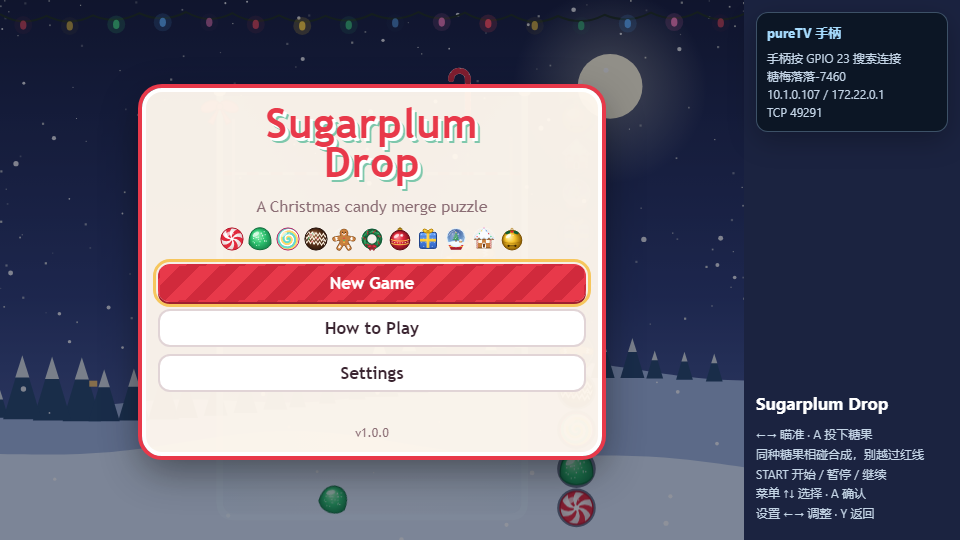 Sugarplum
Drop
A Christmas candy merge puzzle
New Game
How to Play
Settings
v1.0.0
pureTV 手柄
手柄按 GPIO 23 搜索连接
糖梅落落-7460
10.1.0.107 / 172.22.0.1
TCP 49291
Sugarplum Drop
←→ 瞄准 · A 投下糖果
同种糖果相碰合成，别越过红线
START 开始 / 暂停 / 继续
菜单 ↑↓ 选择 · A 确认
设置 ←→ 调整 · Y 返回